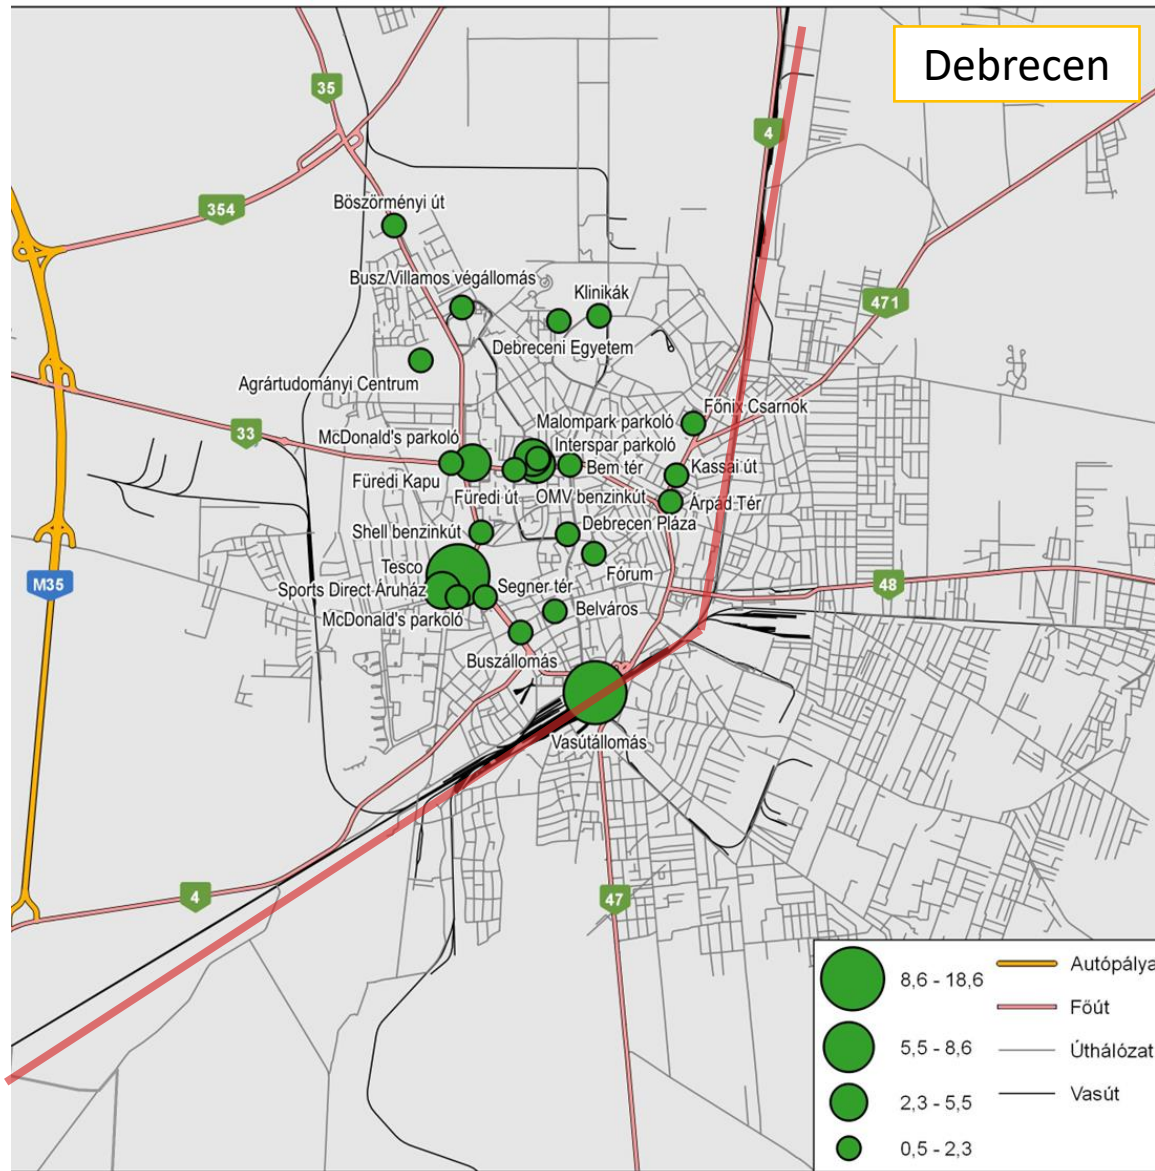 Debrecen
35
4
354
Böszörményi út
Busz/Villamos végállomás
Klinikák
471
Debreceni Egyetem
Agrártudományi Centrum
Főnix Csarnok
Malompark parkoló
33
McDonald's parkoló
Interspar parkoló
Bem tér
Kassai út
Füredi Kapu
Füredi út
OMV benzinkút
Árpád Tér
Shell benzinkút
Debrecen Pláza
Tesco
Fórum
M35
48
Sports Direct Áruház
Segner tér
McDonald's parkoló
Belváros
Buszállomás
Vasútállomás
4
47
8,6 - 18,6
Autópálya
Főút
5,5 - 8,6
Úthálózat
2,3 - 5,5
Vasút
0,5 - 2,3